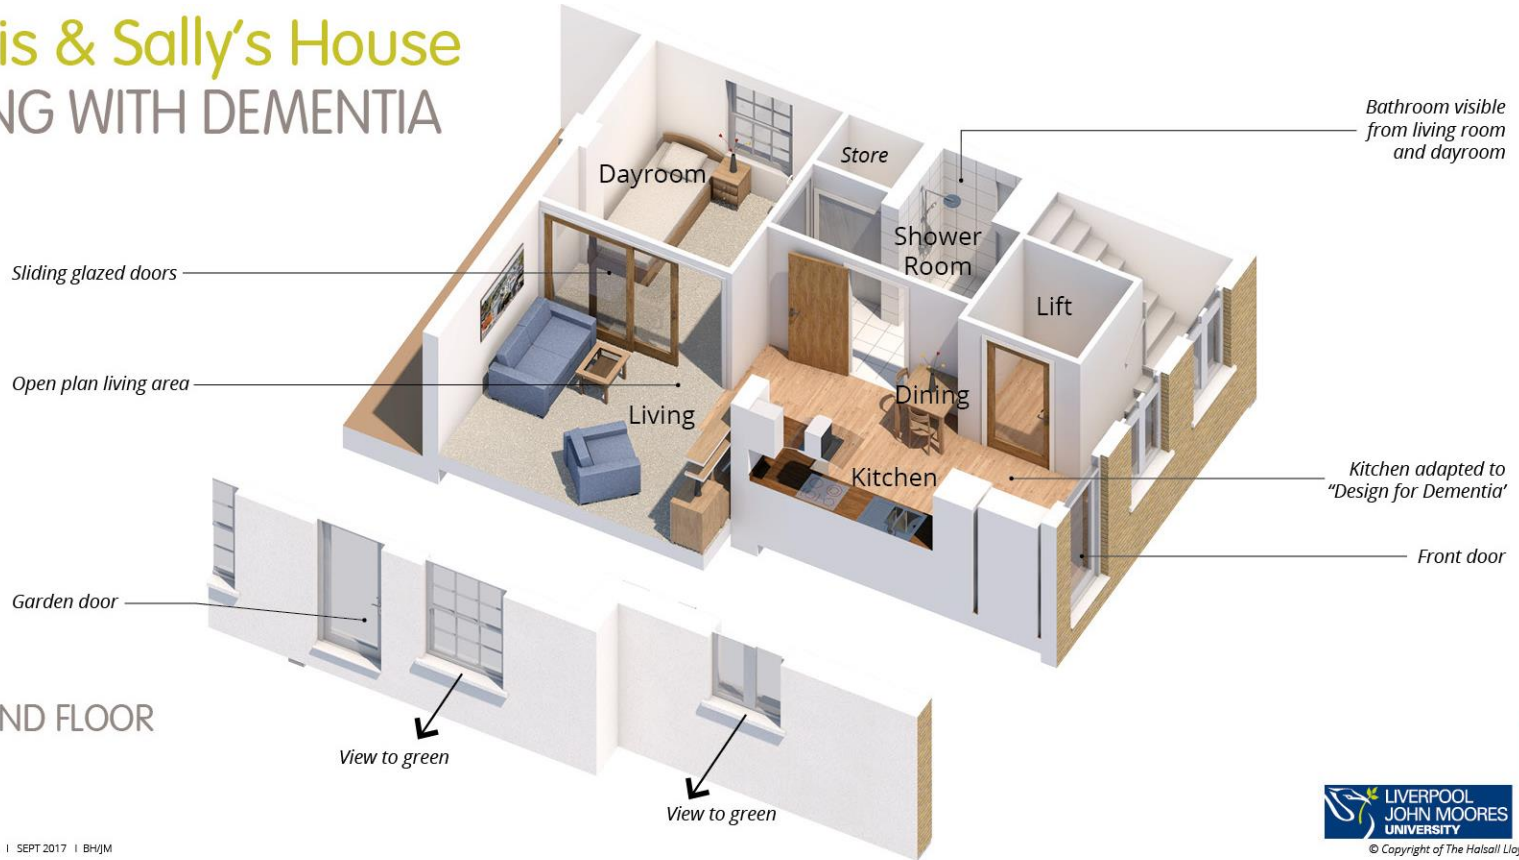 is & Sally's House
NG WITH DEMENTIA
Bathroom visible
from living room
and dayroom
Store
Dayroom
Shower
Room
Sliding glazed doors
Lift
Open plan living area
Dining
Living
Kitchen
Kitchen adapted to
“Design for Dementia’
Front door
Garden door
ND FLOOR
View to green
View to green
LIVERPOOL
JOHN MOORES
UNIVERSITY
| SEPT 2017 | BH/JM
© Copyright of The Halsall Lloy